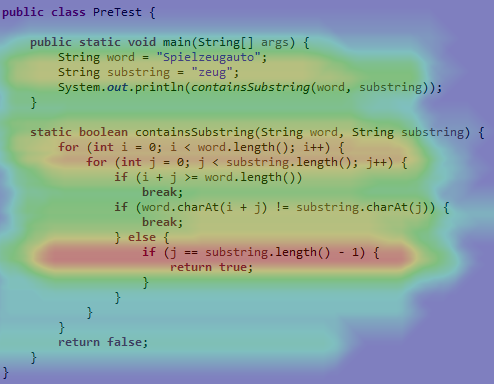 public class PreTest {
    public static void main(String[] args) {
        String word = "Spielzeugauto";
        String substring = "zeug";
        System.out.println(containsSubstring(word, substring));
    }
    static boolean containsSubstring(String word, String substring) {
        for (int i = 0; i < word.length(); i++) {
            for (int j = 0; j < substring.length(); j++) {
                if (i + j >= word.length())
                    break;
                if (word.charAt(i + j) != substring.charAt(j)) {
                    break;
                } else {
                    if (j == substring.length() - 1) {
                        return true;
                    }
                }
            }
        }
        return false;
    }
}